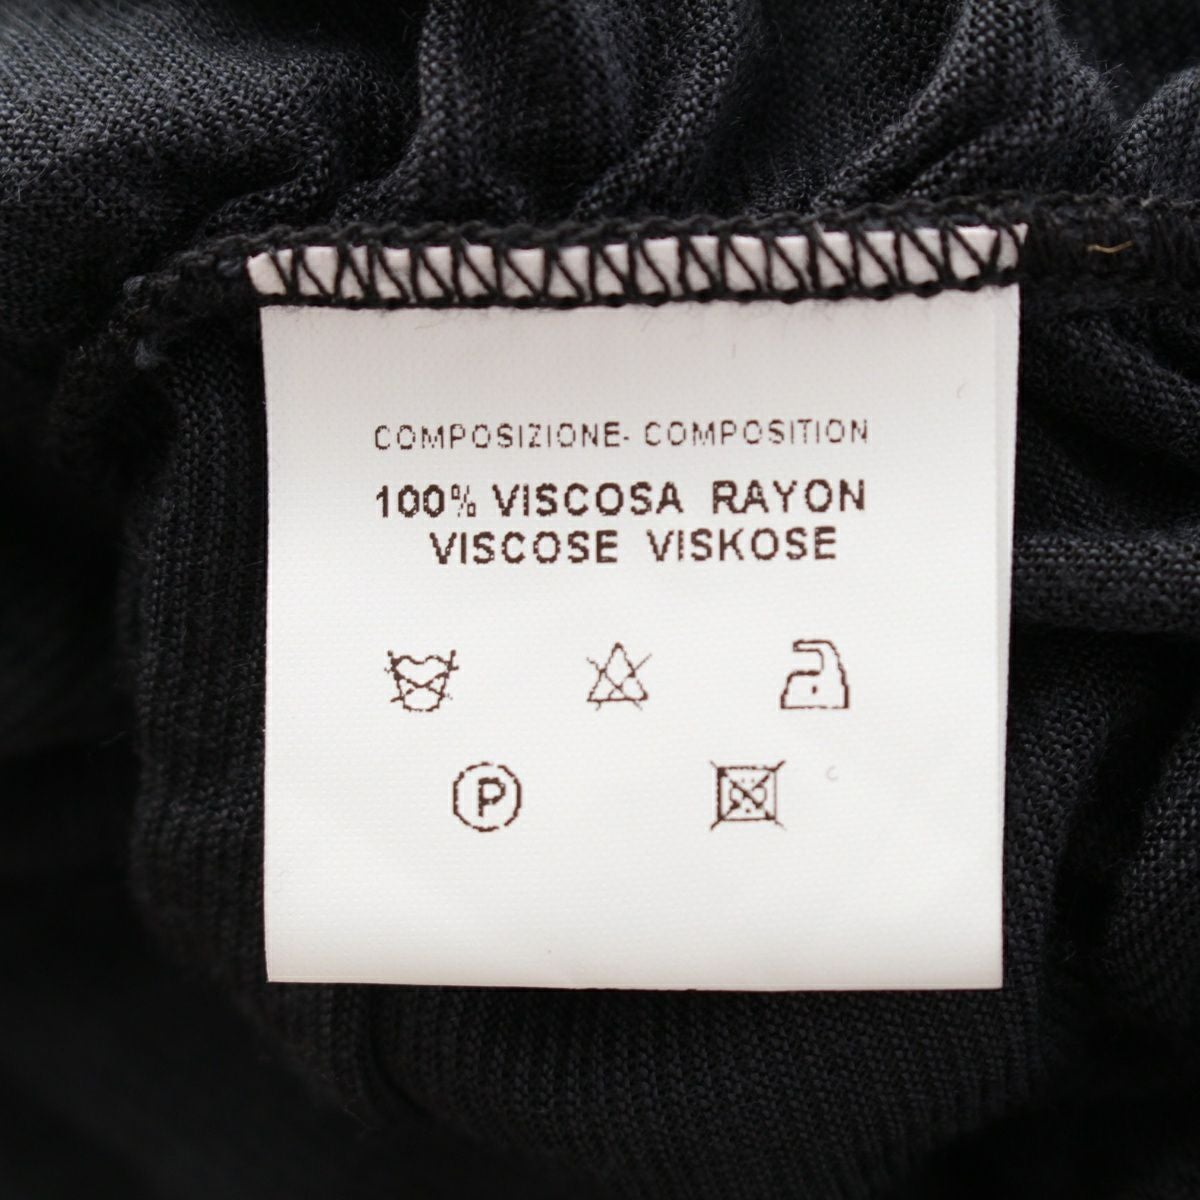 COMPOSIZIONE- COMPOSITION
100% VISCOSA RAYON
VISCOSE VISKOSE
P